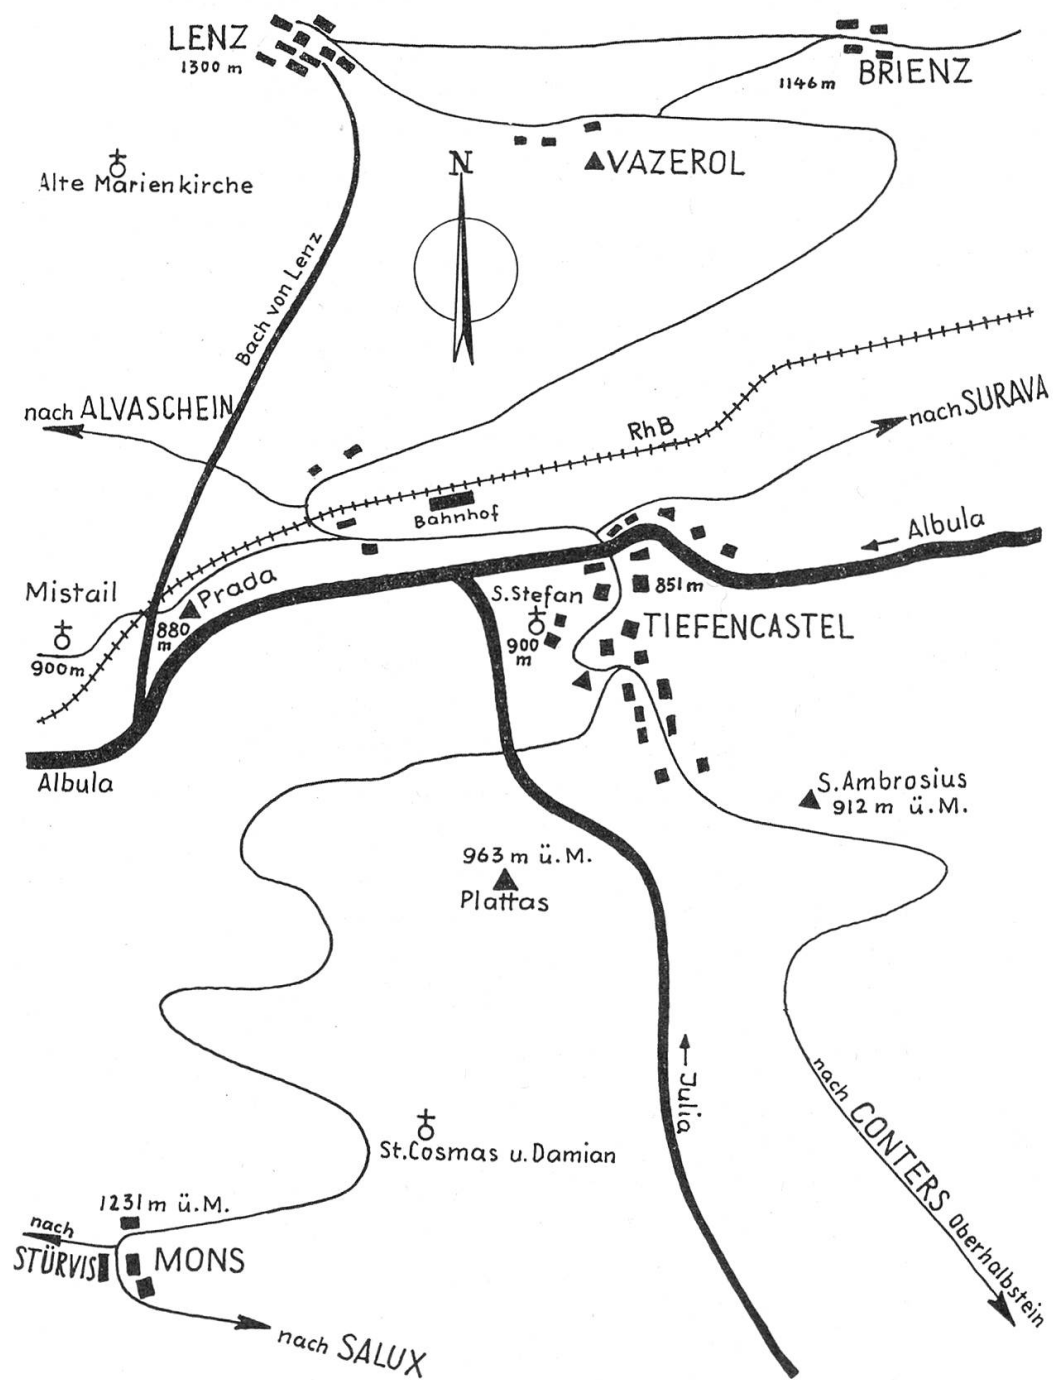 LENZ
1300 m
BRIENZ
1146 m
VAZEROL
Alte Marienkirche
N
Bach von Lenz
nach ALVASCHEIN
RhB
nach SURAVA
Bahnhof
Albula
Mistail
900 m
Prada
880
m
S. Stefan
900
m
851 m
TIEFENCASTEL
Albula
S. Ambrosius
912 m ü. M.
963 m ü. M.
Plattas
Julia
nach CONTERS Oberhalbstein
St. Cosmas u. Damian
1231 m ü. M.
nach
STÜRVIS
MONS
nach SALUX